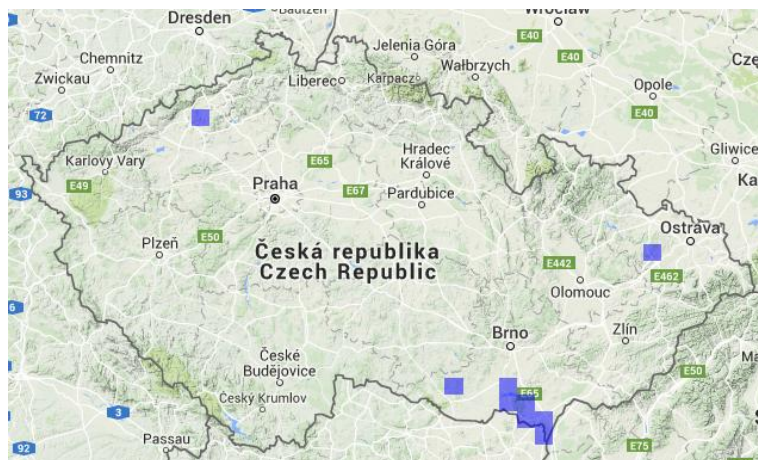 Dresden
Bautzen
Wrocław
E40
E40
Chemnitz
Jelenia Góra
Wałbrzych
Zwickau
Liberec
Karpacz
Opole
72
E40
Gliwice
Karlovy Vary
Hradec
Králové
E65
93
E49
Praha
E67
Pardubice
Ostrava
Plzeň
E50
Česká republika
Czech Republic
E442
E462
Olomouc
Brno
Zlín
České
Budějovice
E50
E65
Český Krumlov
3
Passau
92
E75